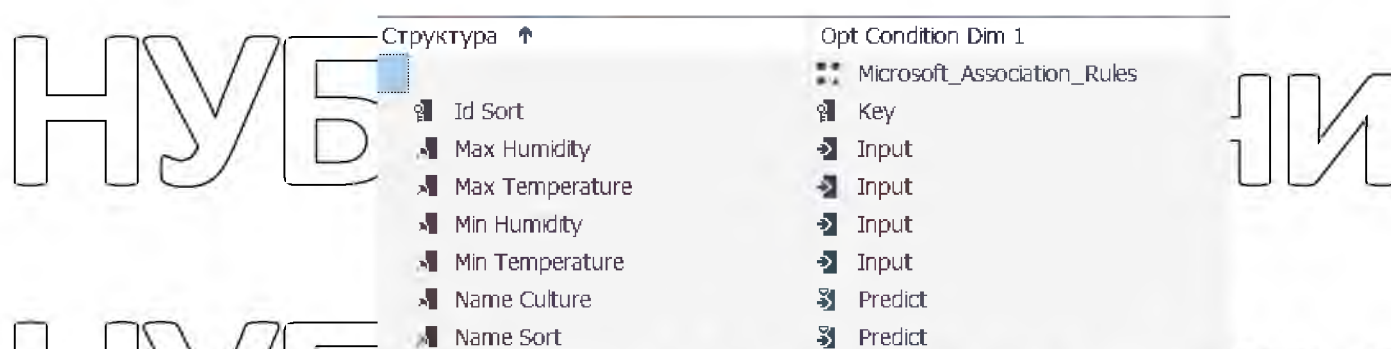 НУБ НИ
Структура Opt Condition Dim 1
Microsoft_Association_Rules
Id Sort Key
Max Humidity Input
Max Temperature Input
Min Humidity Input
Min Temperature Input
Name Culture Predict
Name Sort Predict